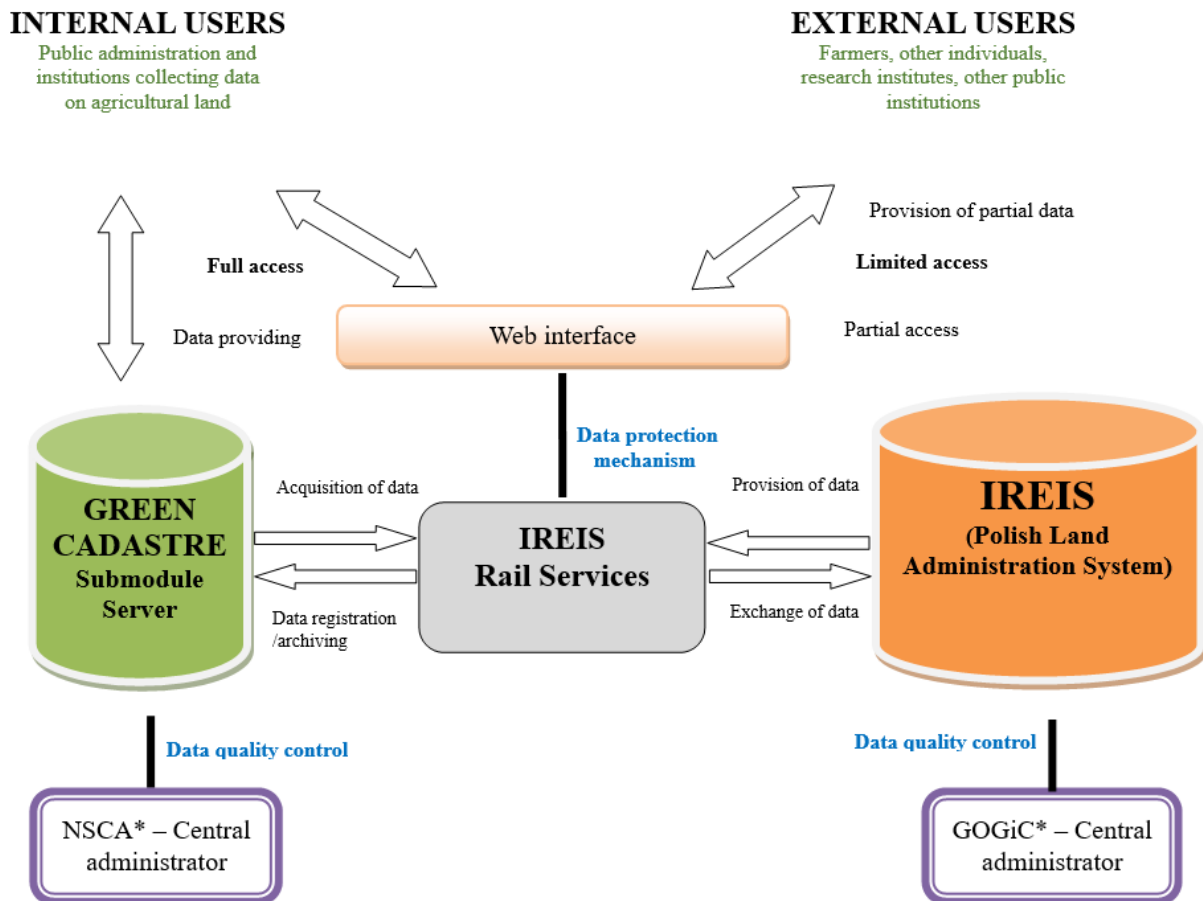 INTERNAL USERS
Public administration and
institutions collecting data
on agricultural land
EXTERNAL USERS
Farmers, other individuals,
research institutes, other public
institutions
Full access
Data providing
Provision of partial data
Limited access
Partial access
Web interface
Data protection
mechanism
GREEN
CADASTRE
Submodule
Server
Acquisition of data
Data registration
/archiving
IREIS
Rail Services
Provision of data
Exchange of data
IREIS
(Polish Land
Administration System)
Data quality control
Data quality control
NSCA* – Central
administrator
GOGiC* – Central
administrator